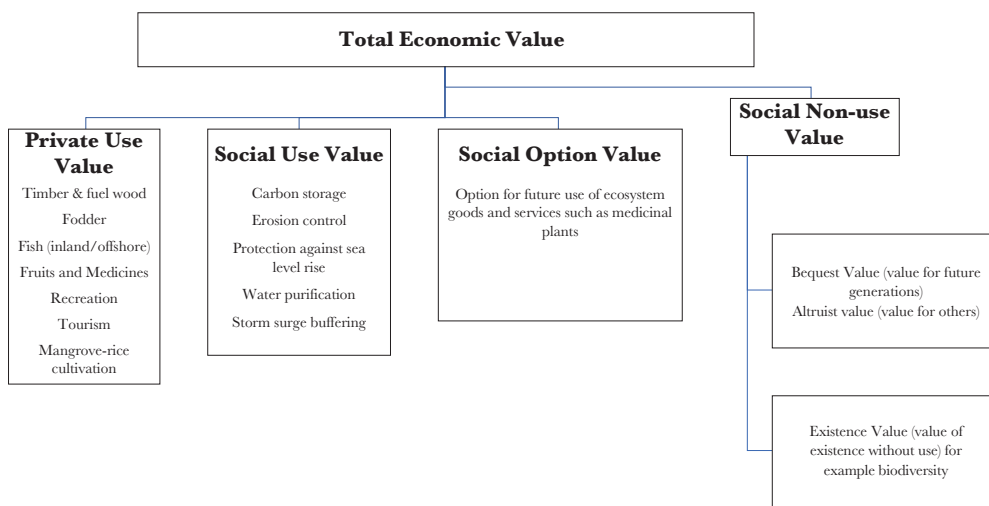 Total Economic Value
Private Use
Value
Timber & fuel wood
Fodder
Fish (inland/offshore)
Fruits and Medicines
Recreation
Tourism
Mangrove-rice
cultivation
Social Use Value
Carbon storage
Erosion control
Protection against sea
level rise
Water purification
Storm surge buffering
Social Option Value
Option for future use of ecosystem
goods and services such as medicinal
plants
Social Non-use
Value
Bequest Value (value for future
generations)
Altruist value (value for others)
Existence Value (value of
existence without use) for
example biodiversity